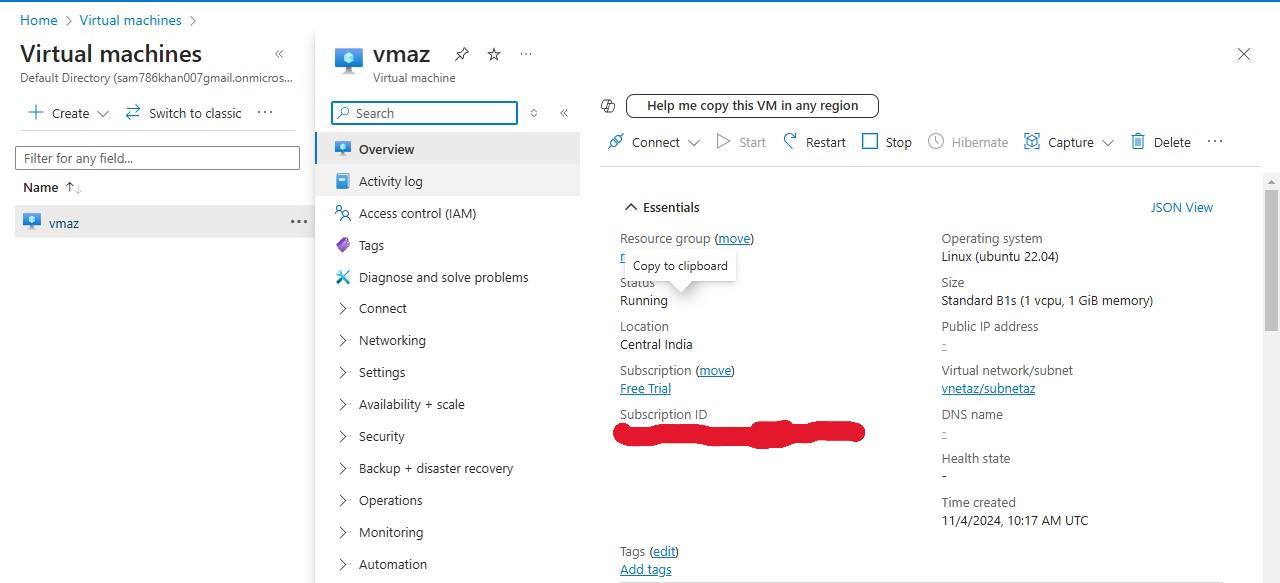 Home > Virtual machines >
Virtual machines
Default Directory (sam786khan007gmail.onmicros...
Create
Switch to classic
Filter for any field...
Name
vmaz
vmaz
Virtual machine
Search
Overview
Activity log
Access control (IAM)
Tags
Diagnose and solve problems
Connect
Networking
Settings
Availability + scale
Security
Backup + disaster recovery
Operations
Monitoring
Automation
Help me copy this VM in any region
Connect
Start
Restart
Stop
Hibernate
Capture
Delete
Essentials
JSON View
Resource group (move)
Copy to clipboard
Status
Running
Location
Central India
Subscription (move)
Free Trial
Subscription ID
Operating system
Linux (ubuntu 22.04)
Size
Standard B1s (1 vcpu, 1 GiB memory)
Public IP address
-
Virtual network/subnet
vnetaz/subnetaz
DNS name
-
Health state
-
Time created
11/4/2024, 10:17 AM UTC
Tags (edit)
Add tags